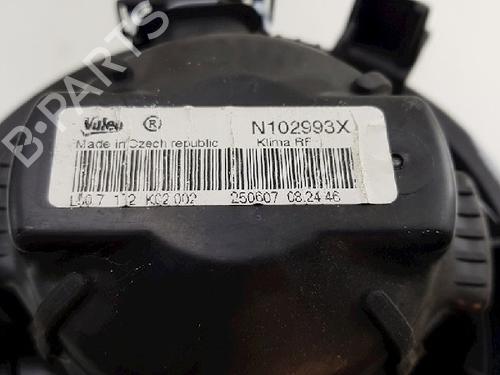 B-PARTS
Valeo ® N102993X
Made in Czech republic Klima RF
250607 08:24:46